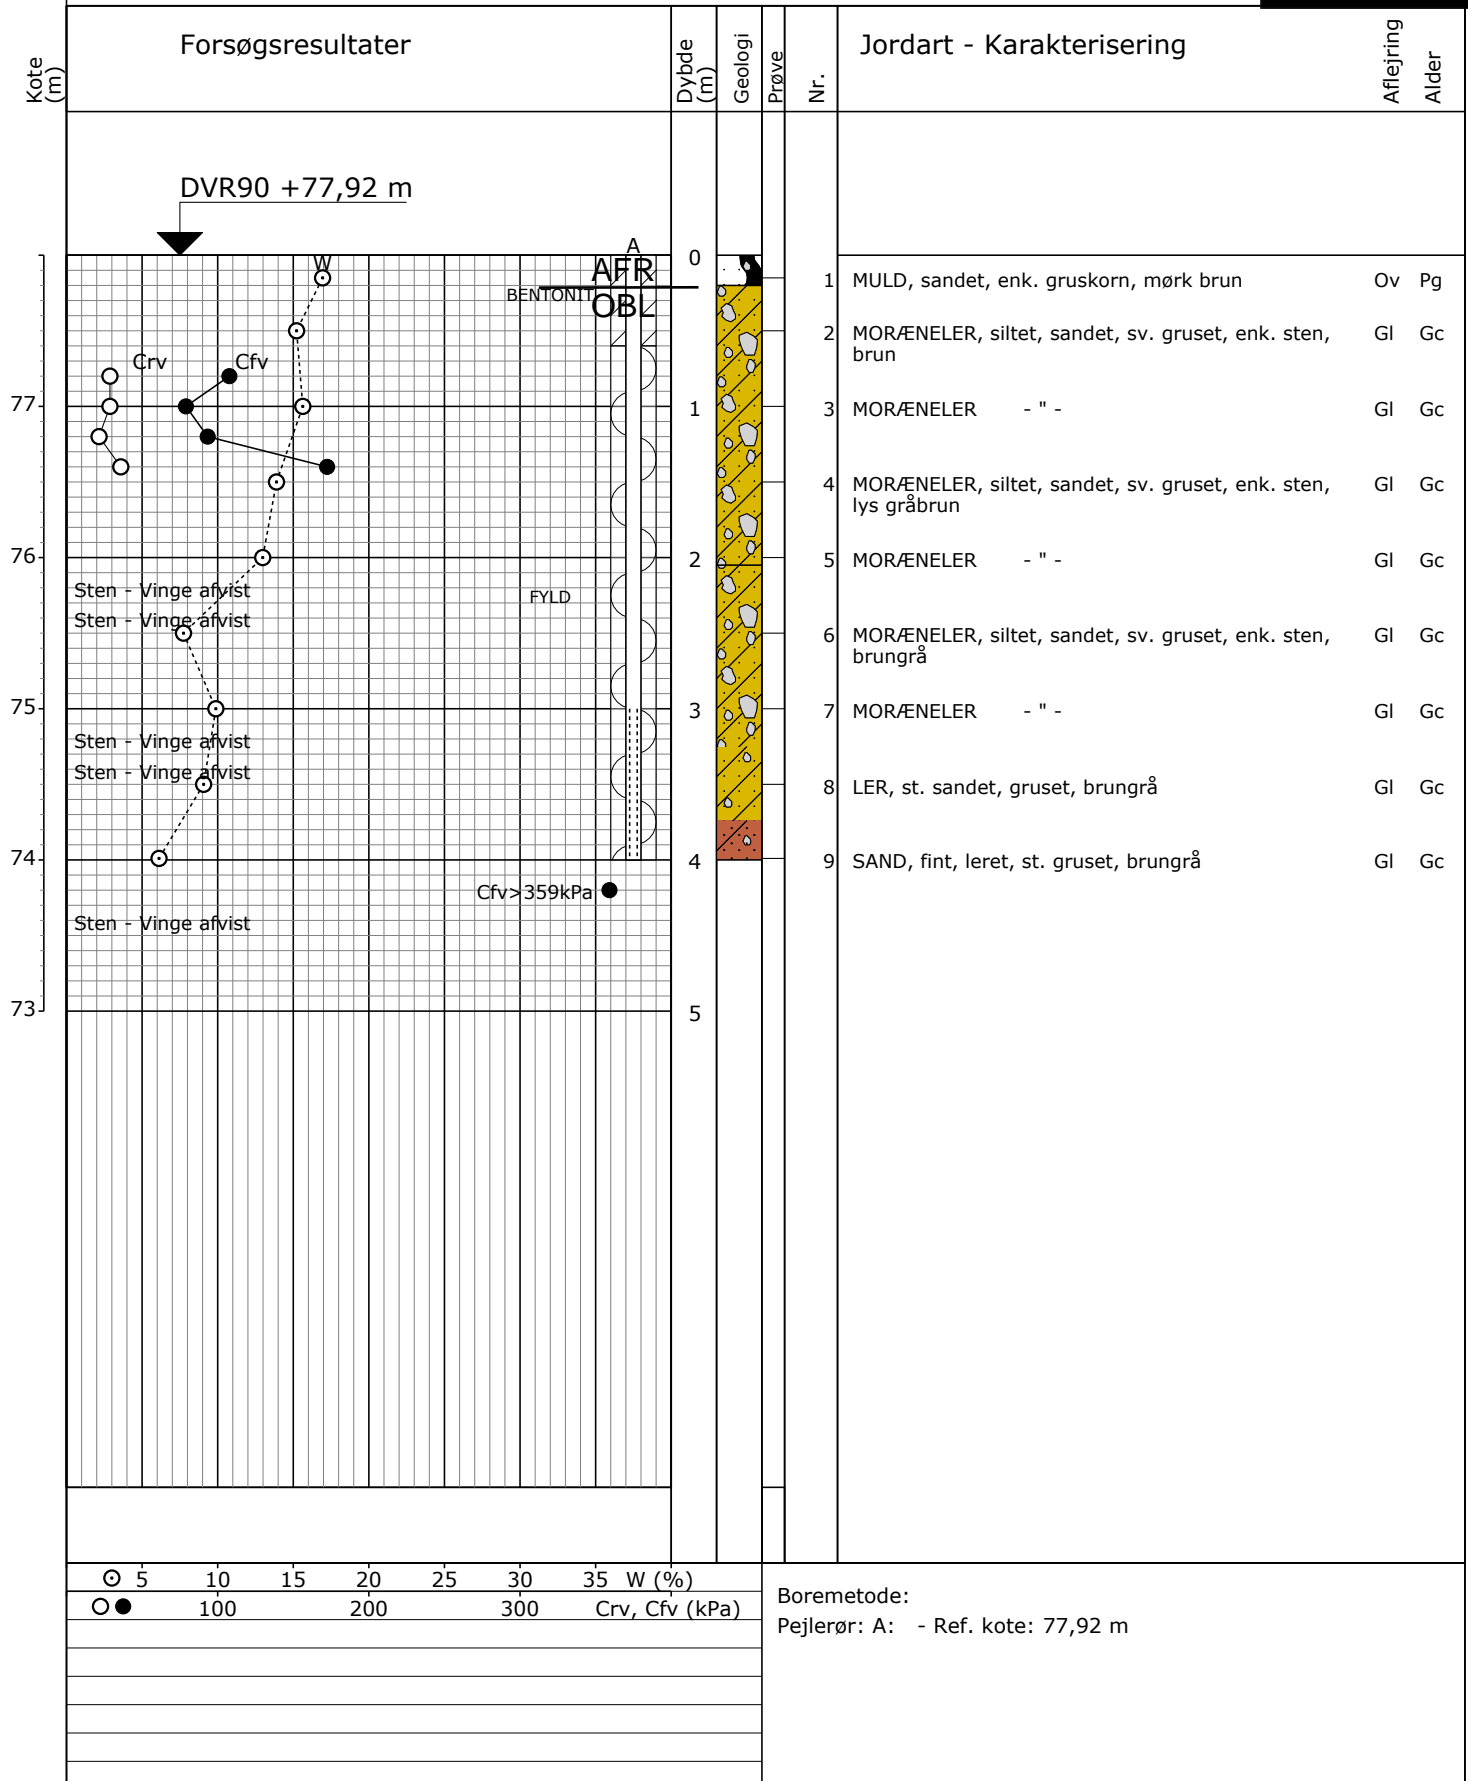 Kote (m)
Forsøgsresultater
Dybde (m)
Geologi
Prøve
Nr.
Jordart - Karakterisering
Aflejring
Alder
DVR90 +77,92 m
A
W
AFR
BENTONIT
OBL
0
1 MULD, sandet, enk. gruskorn, mørk brun Ov Pg
2 MORÆNELER, siltet, sandet, sv. gruset, enk. sten, Gl Gc
brun
Crv Cfv
77 1 3 MORÆNELER - " - Gl Gc
4 MORÆNELER, siltet, sandet, sv. gruset, enk. sten, Gl Gc
lys gråbrun
76 2 5 MORÆNELER - " - Gl Gc
Sten - Vinge afvist
FYLD
Sten - Vinge afvist
6 MORÆNELER, siltet, sandet, sv. gruset, enk. sten, Gl Gc
brungrå
75 3 7 MORÆNELER - " - Gl Gc
Sten - Vinge afvist
Sten - Vinge afvist
8 LER, st. sandet, gruset, brungrå Gl Gc
74 4 9 SAND, fint, leret, st. gruset, brungrå Gl Gc
Cfv>359kPa
Sten - Vinge afvist
73 5
5 10 15 20 25 30 35 W (%)
100 200 300 Crv, Cfv (kPa)
Boremetode:
Pejlerør: A: - Ref. kote: 77,92 m